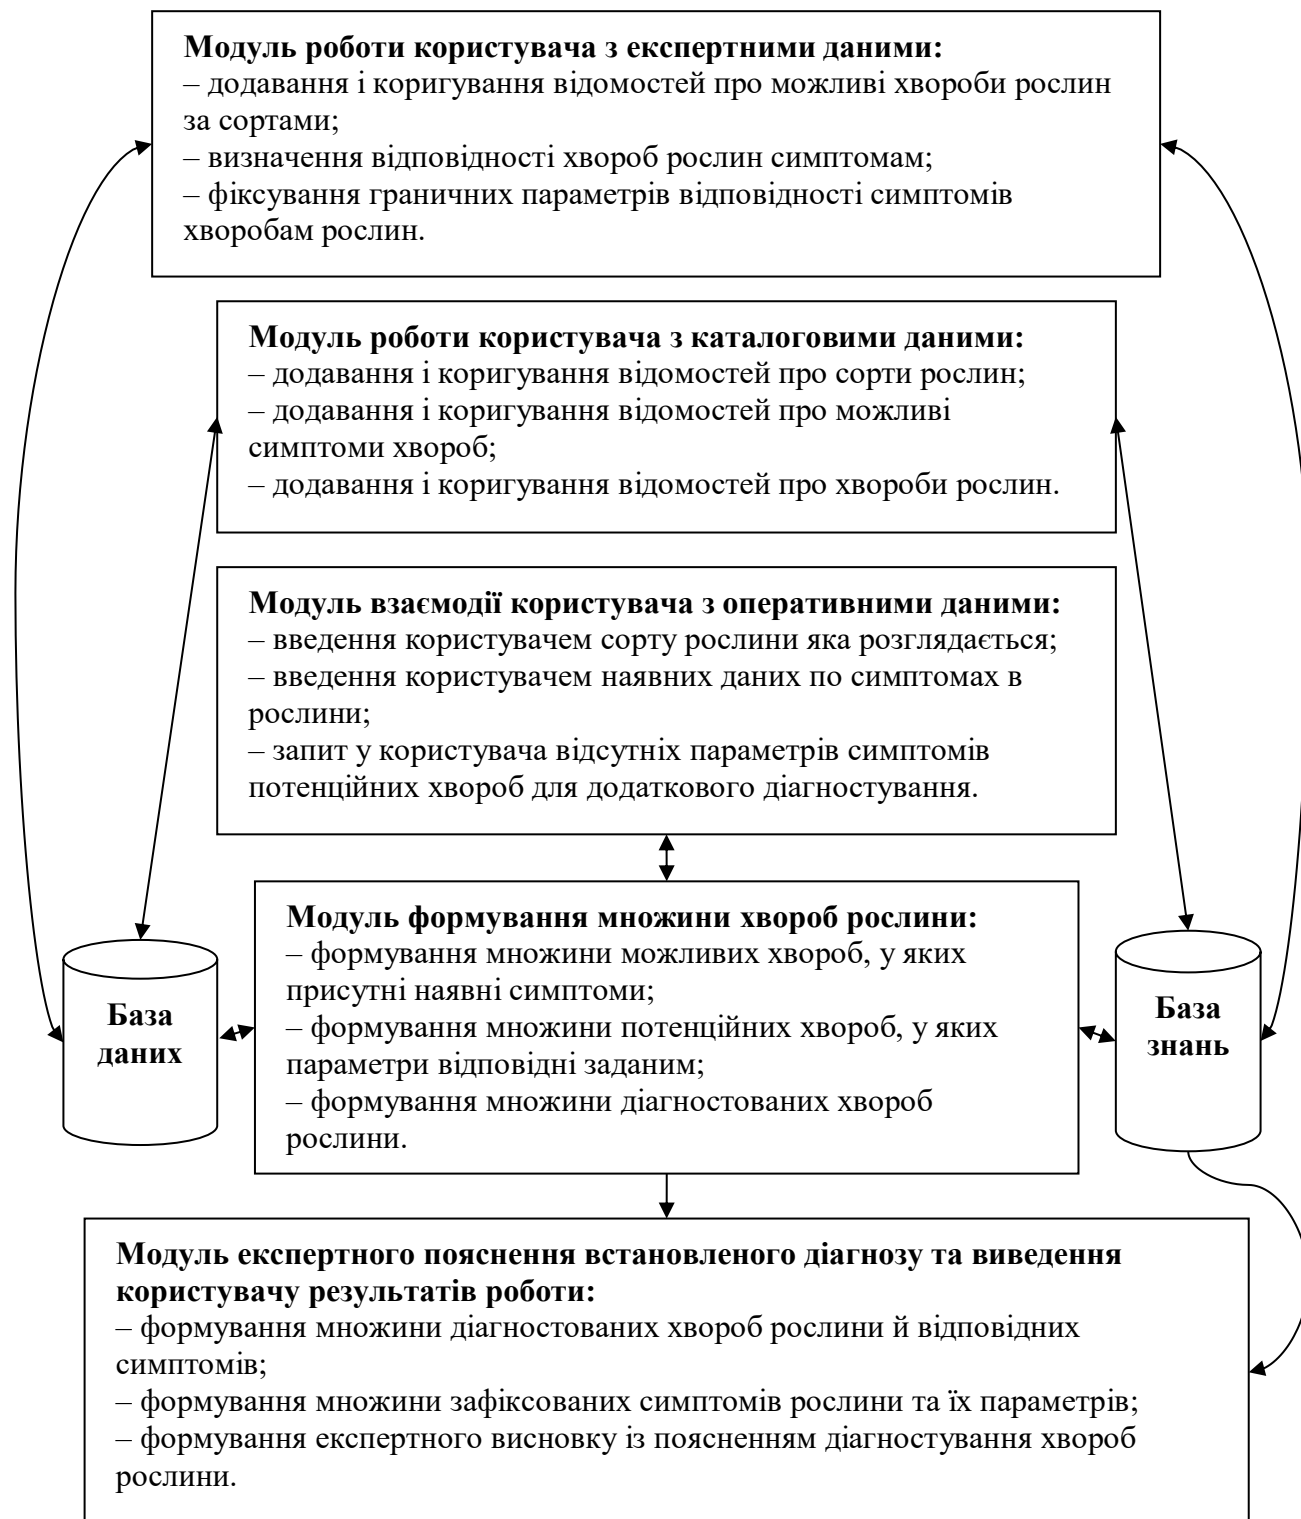 Модуль роботи користувача з експертними даними:
– додавання і коригування відомостей про можливі хвороби рослин
за сортами;
– визначення відповідності хвороб рослин симптомам;
– фіксування граничних параметрів відповідності симптомів
хворобам рослин.
Модуль роботи користувача з каталоговими даними:
– додавання і коригування відомостей про сорти рослин;
– додавання і коригування відомостей про можливі
симптоми хвороб;
– додавання і коригування відомостей про хвороби рослин.
Модуль взаємодії користувача з оперативними даними:
– введення користувачем сорту рослини яка розглядається;
– введення користувачем наявних даних по симптомах в
рослини;
– запит у користувача відсутніх параметрів симптомів
потенційних хвороб для додаткового діагностування.
База
даних
Модуль формування множини хвороб рослини:
– формування множини можливих хвороб, у яких
присутні наявні симптоми;
– формування множини потенційних хвороб, у яких
параметри відповідні заданим;
– формування множини діагностованих хвороб
рослини.
База
знань
Модуль експертного пояснення встановленого діагнозу та виведення
користувачу результатів роботи:
– формування множини діагностованих хвороб рослини й відповідних
симптомів;
– формування множини зафіксованих симптомів рослини та їх параметрів;
– формування експертного висновку із поясненням діагностування хвороб
рослини.